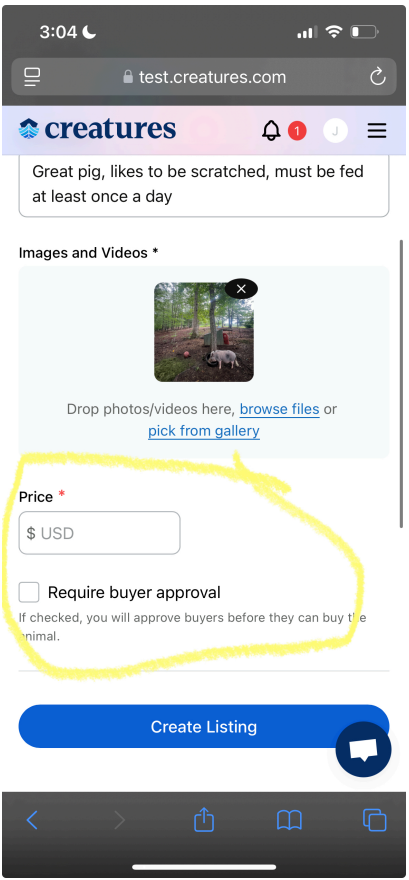 3:04
test.creatures.com
creatures
1
J
Great pig, likes to be scratched, must be fed
at least once a day
Images and Videos *
Drop photos/videos here, browse files or
pick from gallery
Price *
$ USD
Require buyer approval
If checked, you will approve buyers before they can buy the
animal.
Create Listing